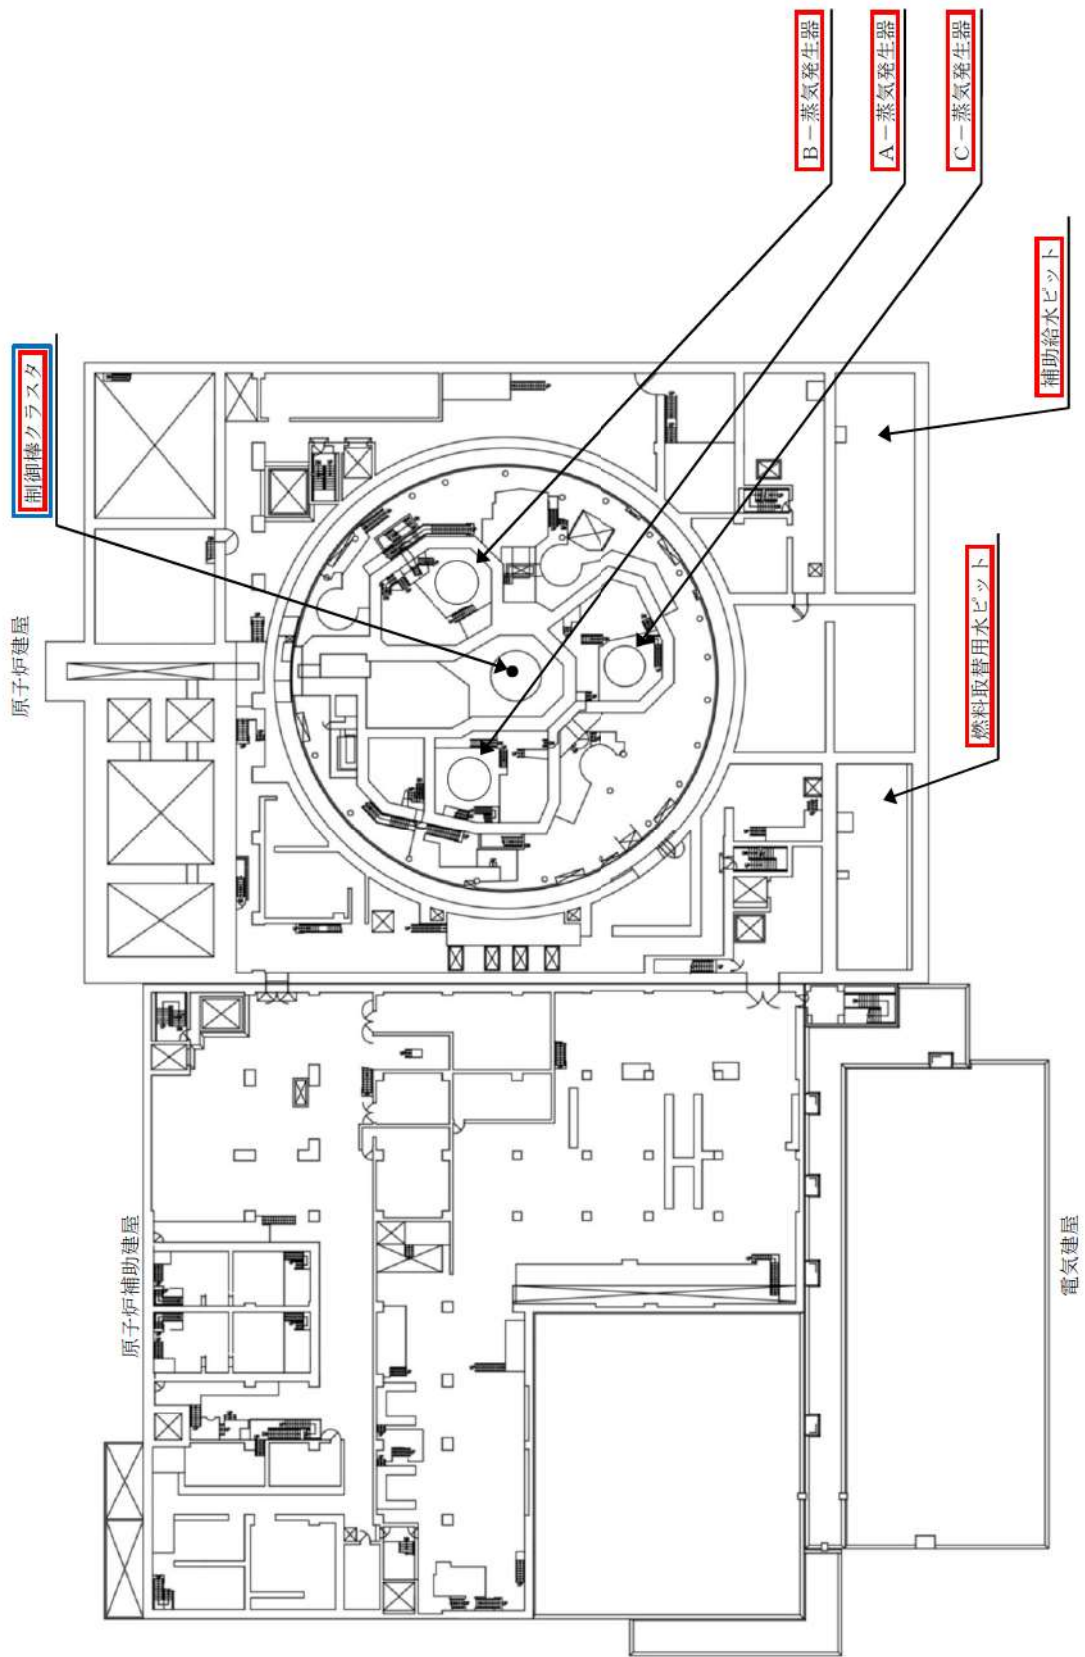 原子炉建屋
制御棒クラスタ
B－蒸気発生器
A－蒸気発生器
C－蒸気発生器
補助給水ピット
燃料取替用水ピット
原子炉補助建屋
電気建屋